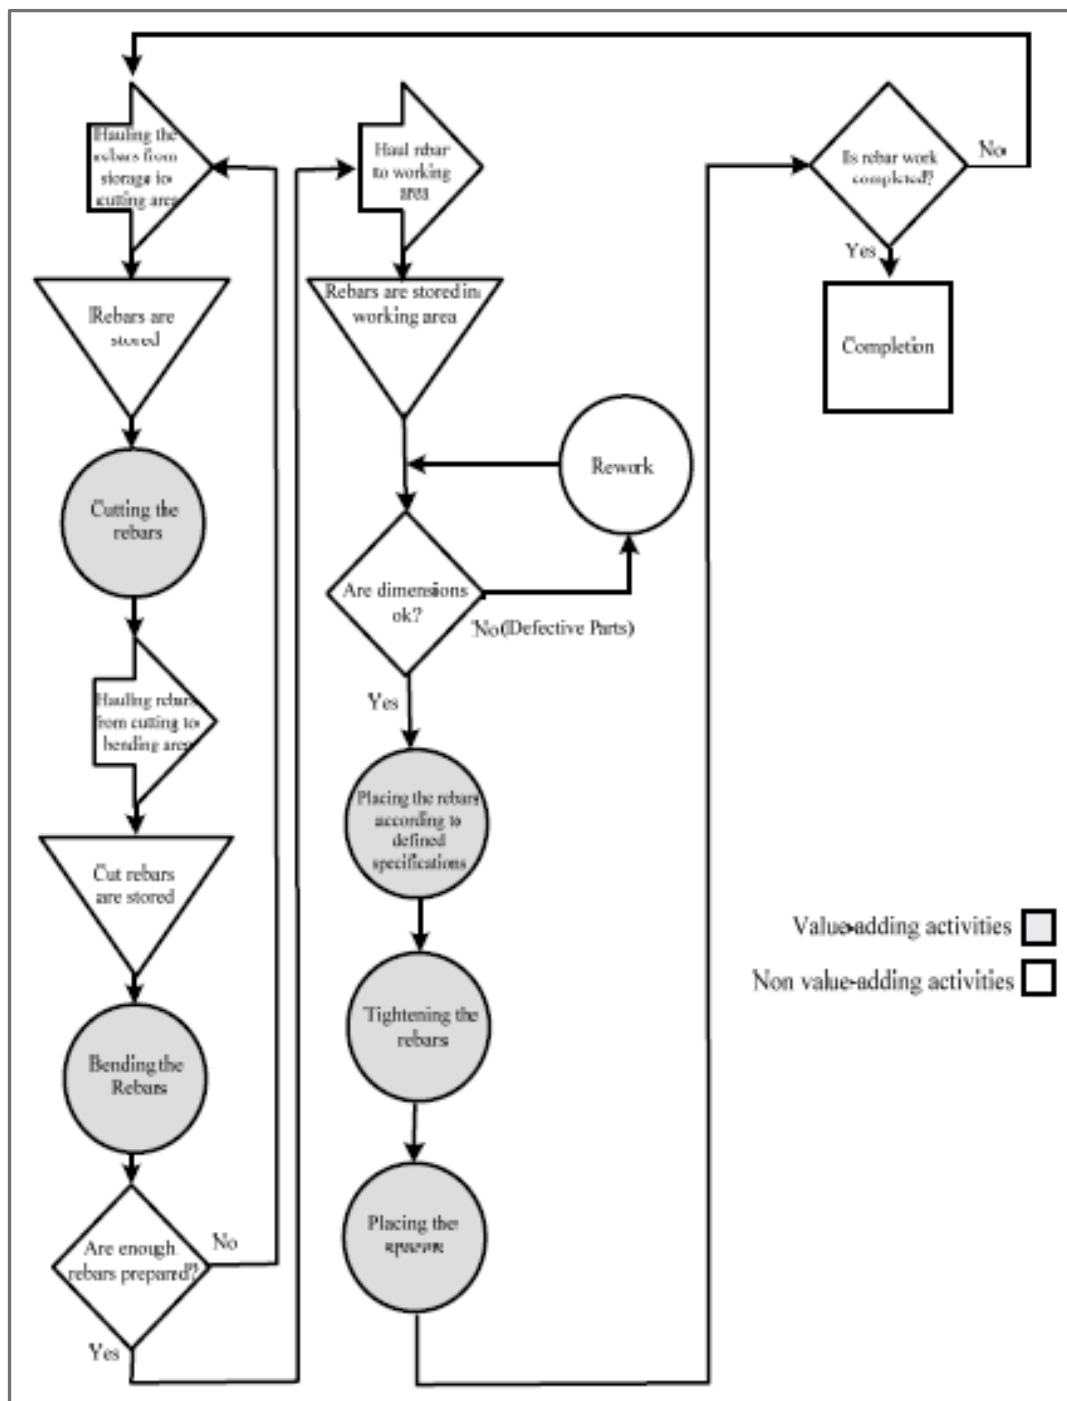 Hauling the
rebars from
storage to
cutting area
Rebars are
stored
Cutting the
rebars
Hauling rebars
from cutting to
bending area
Cut rebars
are stored
Bending the
Rebars
Are enough
rebars prepared?
No
Yes
Haul rebar
to working
area
Rebars are stored in
working area
Rework
Are dimensions
ok?
No (Defective Parts)
Yes
Placing the rebars
according to
defined
specifications
Tightening the
rebars
Placing the
spacers
Is rebar work
completed?
No
Yes
Completion
Value-adding activities
Non value-adding activities